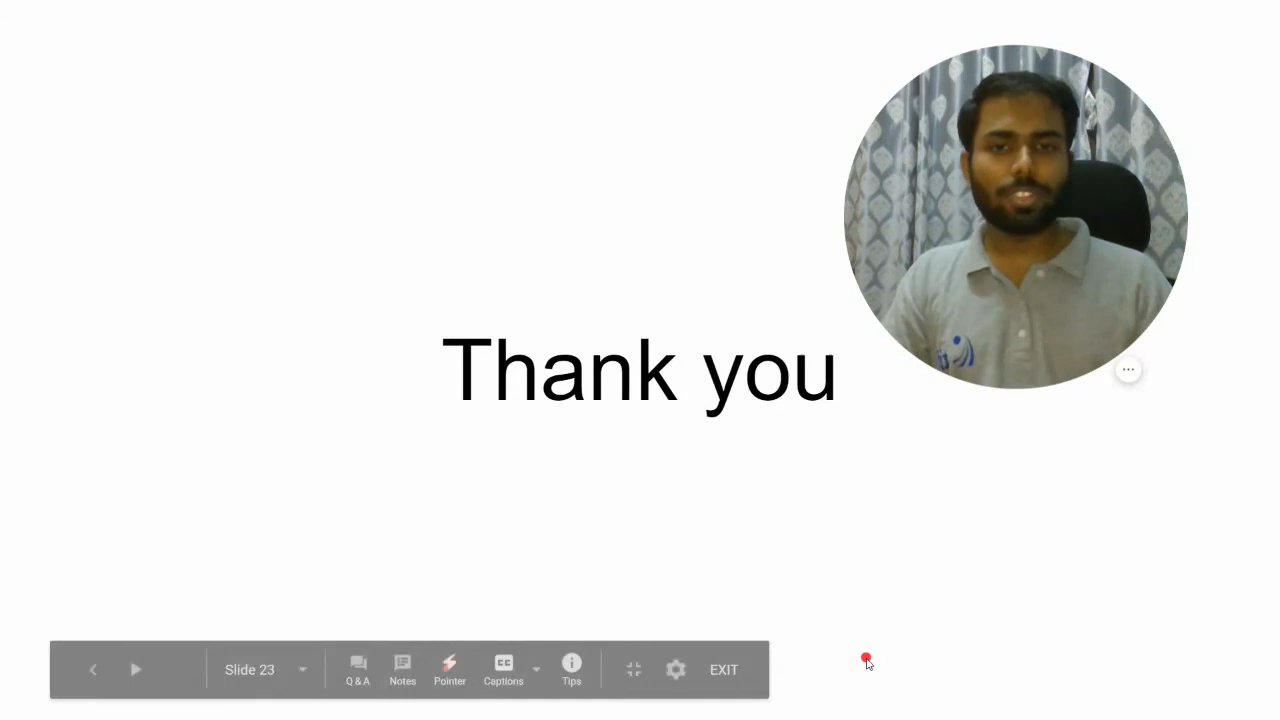 Thank you
Slide 23
Q & A
Notes
Pointer
CC
Captions
Tips
EXIT